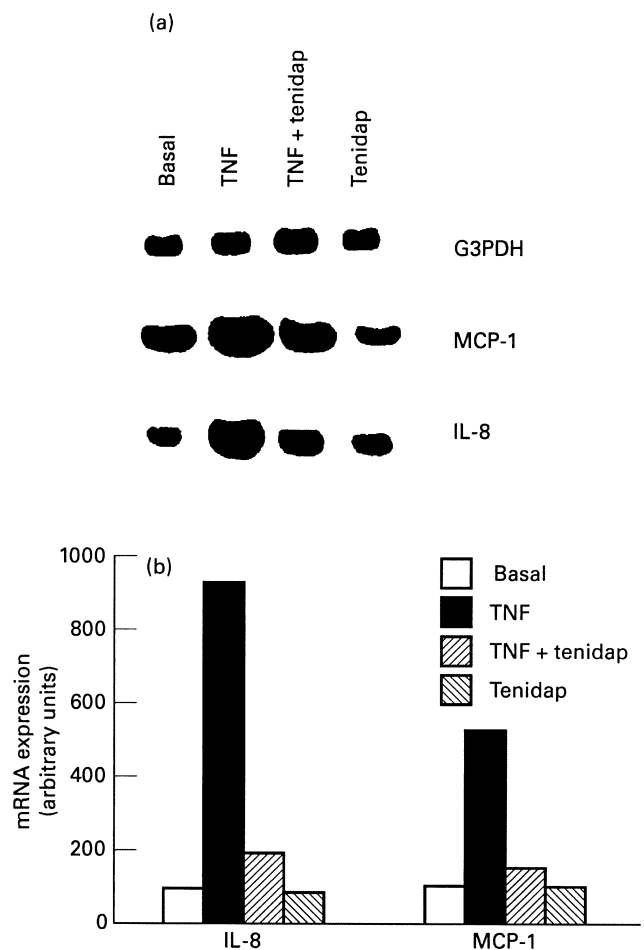 (a)
Basal
TNF
TNF + tenidap
Tenidap
G3PDH
MCP-1
IL-8
(b)
mRNA expression
(arbitrary units)
1000
800
600
400
200
0
Basal
TNF
TNF + tenidap
Tenidap
IL-8
MCP-1